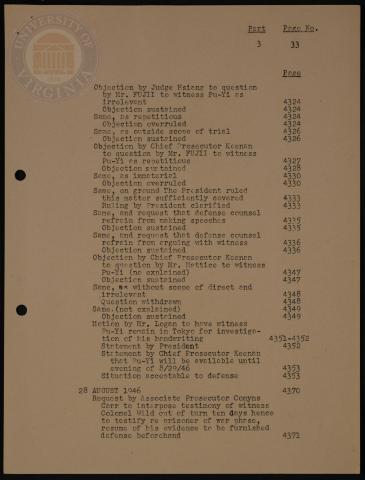 UNIVERSITY OF VIRGINIA
Part Page No.
3 33
Page
Objection by Judge Hsiang to question
by Mr. FUJII to witness Pu-Yi as
irrelevant 4324
Objection sustained 4324
Same, as repetitious 4324
Objection overruled 4324
Same, as outside scope of trial 4326
Objection sustained 4326
Objection by Chief Prosecutor Keenan
to question by Mr. FUJII to witness
Pu-Yi as repetitious 4327
Objection sustained 4328
Same, as immaterial 4330
Objection overruled 4330
Same, on ground The President ruled
this matter sufficiently covered 4333
Ruling by President clarified 4333
Same, and request that defense counsel
refrain from making speeches 4335
Objection sustained 4335
Same, and request that defense counsel
refrain from arguing with witness 4336
Objection sustained 4336
Objection by Chief Prosecutor Keenan
to question by Mr. Mattice to witness
Pu-Yi (no explained) 4347
Objection sustained 4347
Same, as without scope of direct and
irrelevant 4348
Question withdrawn 4348
Same, (not explained) 4349
Objection sustained 4349
Motion by Mr. Logan to have witness
Pu-Yi remain in Tokyo for investiga-
tion of his handwriting 4351-4352
Statement by President 4352
Statement by Chief Prosecutor Keenan
that Pu-Yi will be available until
evening of 8/29/46 4353
Situation acceptable to defense 4353
28 AUGUST 1946 4370
Request by Associate Prosecutor Comyns
Carr to interpose testimony of witness
Colonel Wild out of turn ten days hence
to testify re prisoner of war phase,
resume of his evidence to be furnished
defense beforehand 4371